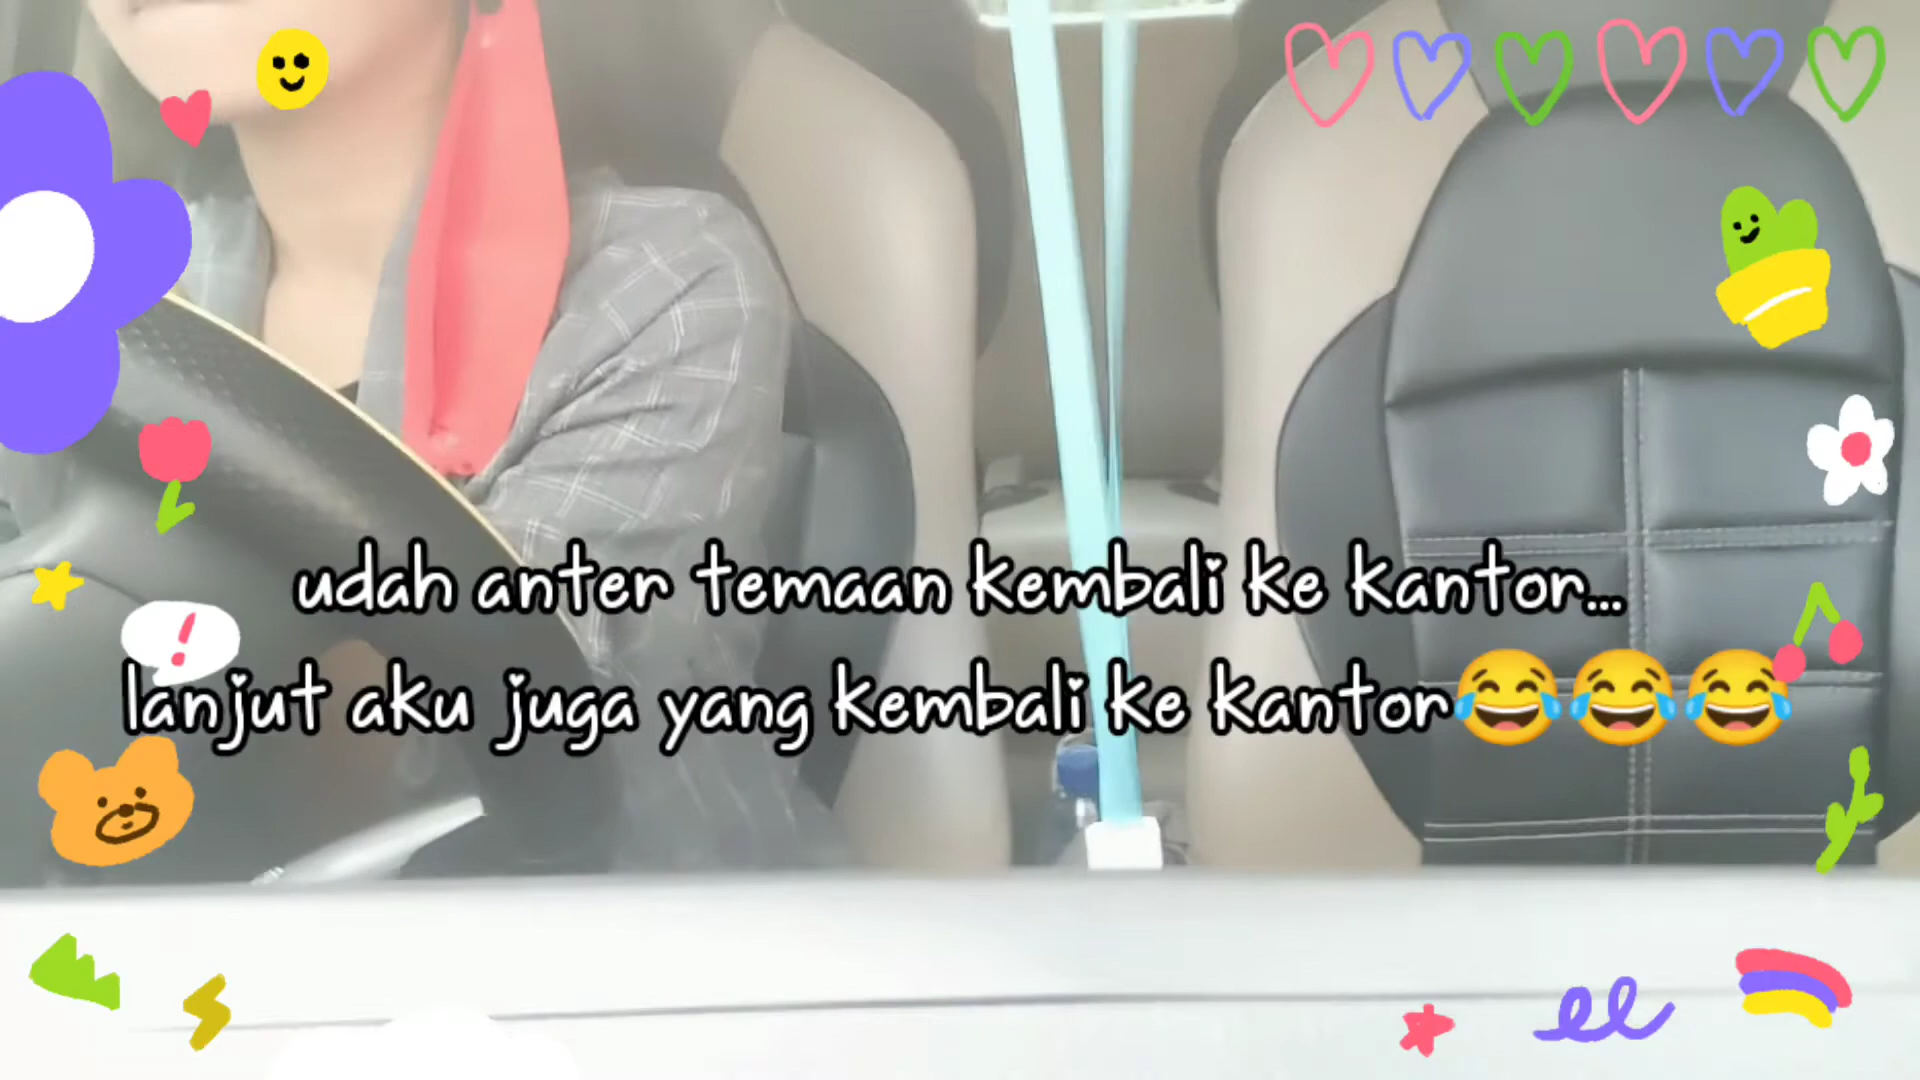 udah anter temaan kembali ke kantor...
lanjut aku juga yang kembali ke kantor😂😂😂